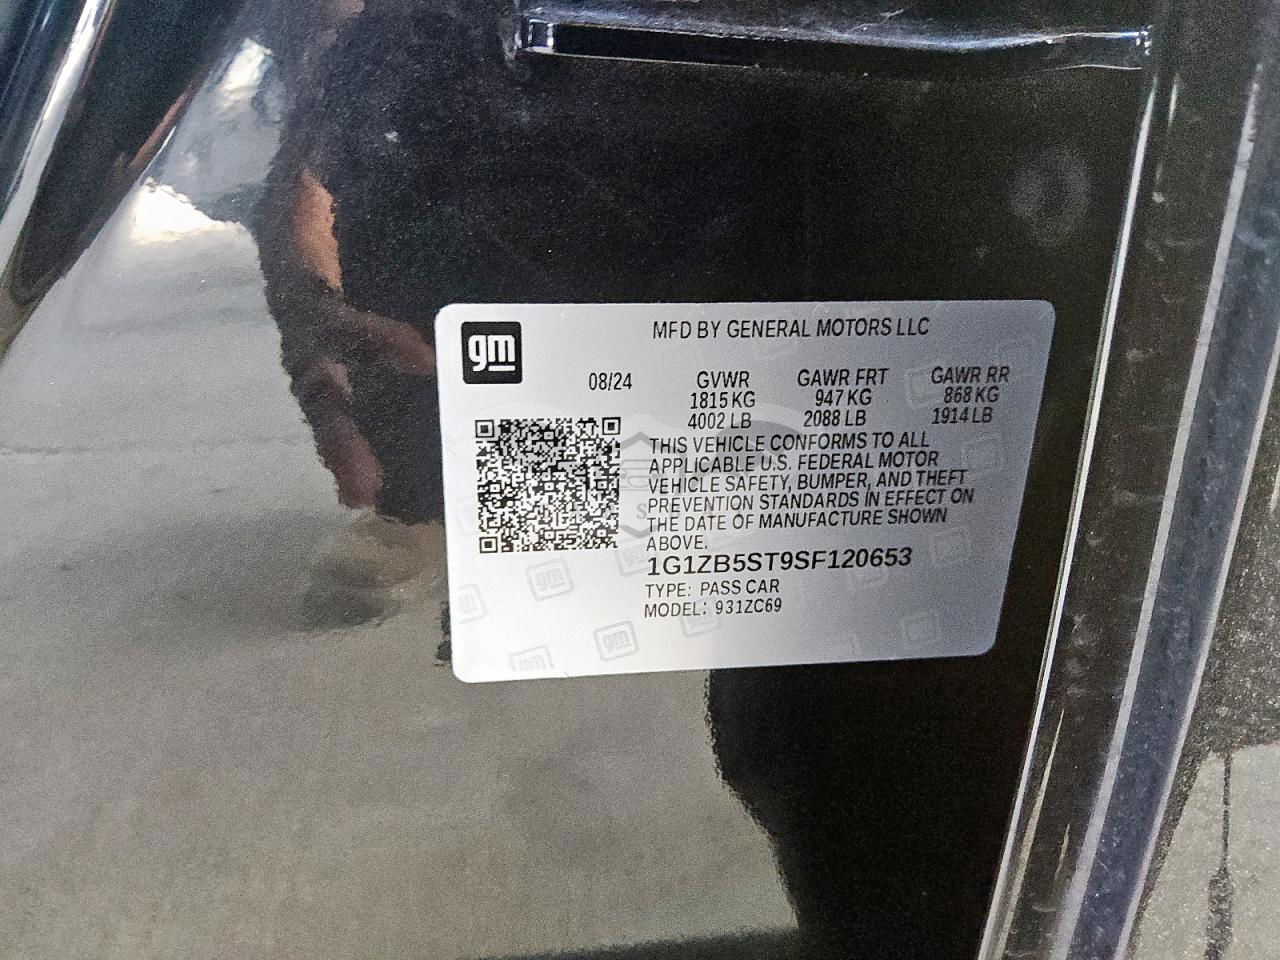 gm
MFD BY GENERAL MOTORS LLC
08/24 GVWR GAWR FRT GAWR RR
1815 KG 947 KG 868 KG
4002 LB 2088 LB 1914 LB
THIS VEHICLE CONFORMS TO ALL
APPLICABLE U.S. FEDERAL MOTOR
VEHICLE SAFETY, BUMPER, AND THEFT
PREVENTION STANDARDS IN EFFECT ON
THE DATE OF MANUFACTURE SHOWN
ABOVE.
1G1ZB5ST9SF120653
TYPE: PASS CAR
MODEL: 931ZC69